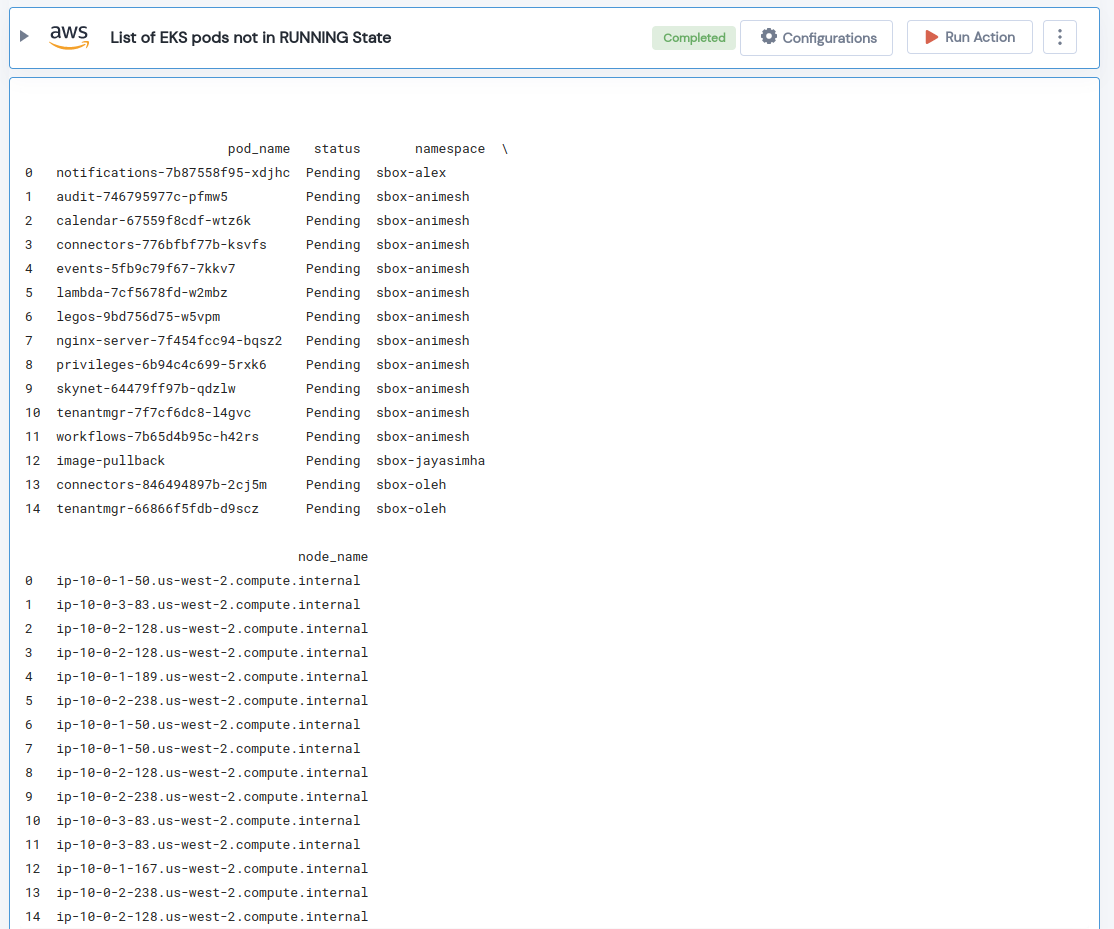 aws List of EKS pods not in RUNNING State Completed Configurations Run Action
pod_name status namespace \
0 notifications-7b87558f95-xdjhc Pending sbox-alex
1 audit-746795977c-pfmw5 Pending sbox-animesh
2 calendar-67559f8cdf-wtz6k Pending sbox-animesh
3 connectors-776bfbf77b-ksvfs Pending sbox-animesh
4 events-5fb9c79f67-7kkv7 Pending sbox-animesh
5 lambda-7cf5678fd-w2mbz Pending sbox-animesh
6 legos-9bd756d75-w5vpm Pending sbox-animesh
7 nginx-server-7f454fcc94-bqsz2 Pending sbox-animesh
8 privileges-6b94c4c699-5rxk6 Pending sbox-animesh
9 skynet-64479ff97b-qdzlw Pending sbox-animesh
10 tenantmgr-7f7cf6dc8-l4gvc Pending sbox-animesh
11 workflows-7b65d4b95c-h42rs Pending sbox-animesh
12 image-pullback Pending sbox-jayasimha
13 connectors-846494897b-2cj5m Pending sbox-oleh
14 tenantmgr-66866f5fdb-d9scz Pending sbox-oleh
node_name
0 ip-10-0-1-50.us-west-2.compute.internal
1 ip-10-0-3-83.us-west-2.compute.internal
2 ip-10-0-2-128.us-west-2.compute.internal
3 ip-10-0-2-128.us-west-2.compute.internal
4 ip-10-0-1-189.us-west-2.compute.internal
5 ip-10-0-2-238.us-west-2.compute.internal
6 ip-10-0-1-50.us-west-2.compute.internal
7 ip-10-0-1-50.us-west-2.compute.internal
8 ip-10-0-2-128.us-west-2.compute.internal
9 ip-10-0-2-238.us-west-2.compute.internal
10 ip-10-0-3-83.us-west-2.compute.internal
11 ip-10-0-3-83.us-west-2.compute.internal
12 ip-10-0-1-167.us-west-2.compute.internal
13 ip-10-0-2-238.us-west-2.compute.internal
14 ip-10-0-2-128.us-west-2.compute.internal